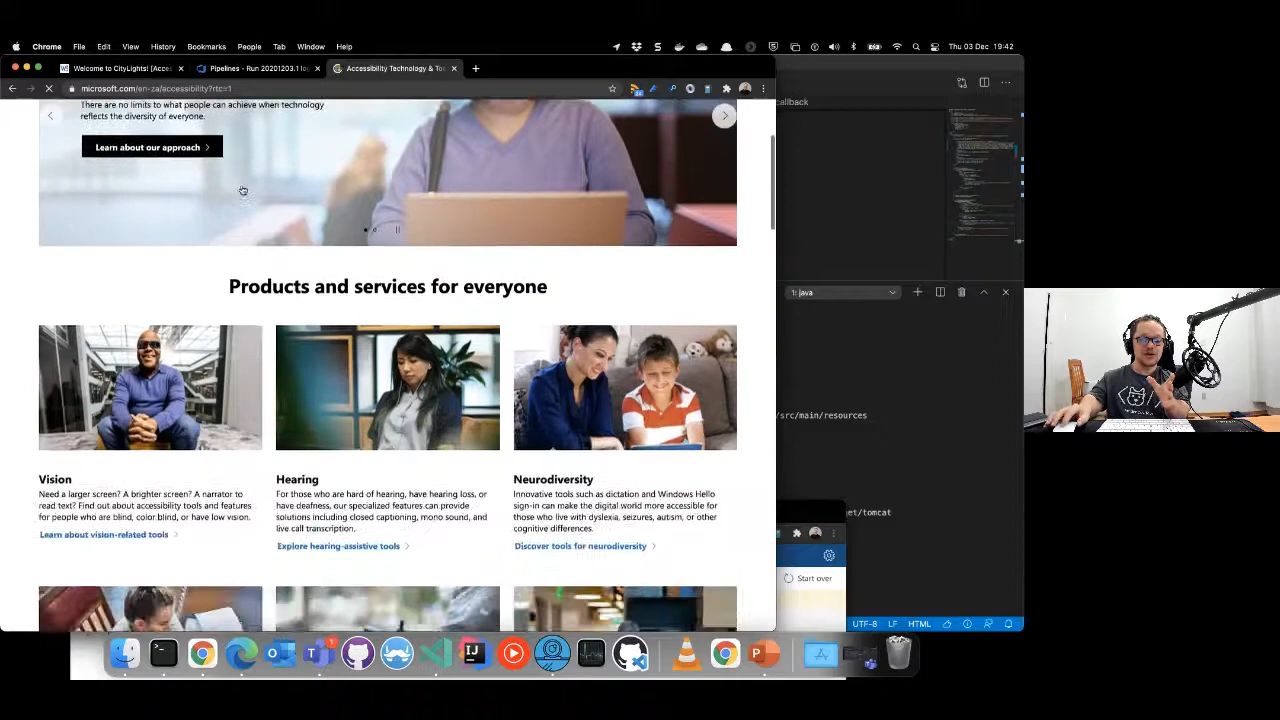 Chrome File Edit View History Bookmarks People Tab Window Help
Thu 03 Dec 19:42
Welcome to CityLights! [Acces
Pipelines - Run 20201203.1 log
Accessibility Technology & Too
microsoft.com/en-za/accessibility?rtc=1
callback
There are no limits to what people can achieve when technology
reflects the diversity of everyone.
Learn about our approach
Products and services for everyone
1: java
Vision
Need a larger screen? A brighter screen? A narrator to
read text? Find out about accessibility tools and features
for people who are blind, color blind, or have low vision.
Learn about vision-related tools
Hearing
For those who are hard of hearing, have hearing loss, or
have deafness, our specialized features can provide
solutions including closed captioning, mono sound, and
live call transcription.
Explore hearing-assistive tools
Neurodiversity
Innovative tools such as dictation and Windows Hello
sign-in can make the digital world more accessible for
those who live with dyslexia, seizures, autism, or other
cognitive differences.
Discover tools for neurodiversity
/src/main/resources
get/tomcat
Start over
UTF-8 LF HTML